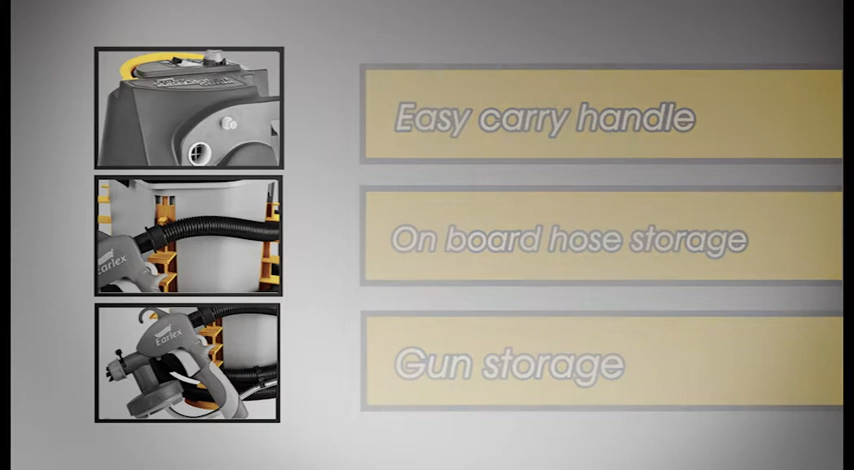 Easy carry handle
On board hose storage
Earlex
Gun storage
Earlex